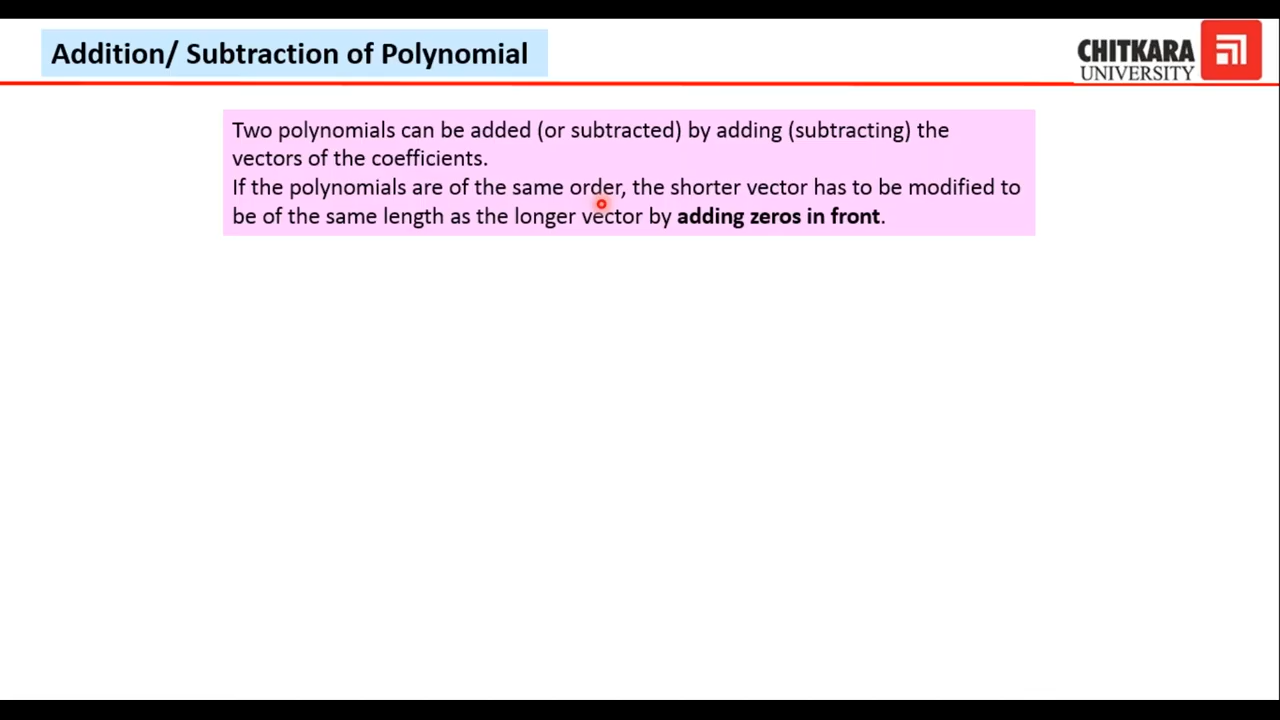 Addition/ Subtraction of Polynomial
CHITKARA
UNIVERSITY
Two polynomials can be added (or subtracted) by adding (subtracting) the
vectors of the coefficients.
If the polynomials are of the same order, the shorter vector has to be modified to
be of the same length as the longer vector by adding zeros in front.